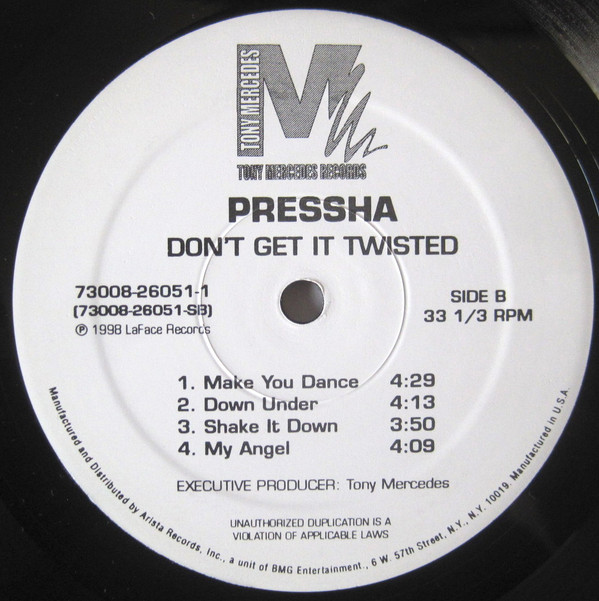 TONY MERCEDES
M
TONY MERCEDES RECORDS
PRESSHA
DON'T GET IT TWISTED
73008-26051-1
(73008-26051-SB)
℗ 1998 LaFace Records
SIDE B
33 1/3 RPM
1. Make You Dance 4:29
2. Down Under 4:13
3. Shake It Down 3:50
4. My Angel 4:09
EXECUTIVE PRODUCER: Tony Mercedes
UNAUTHORIZED DUPLICATION IS A
VIOLATION OF APPLICABLE LAWS
Manufactured and Distributed by Arista Records, Inc., a unit of BMG Entertainment., 6 W. 57th Street, N.Y., N.Y. 10019. Manufactured in U.S.A.